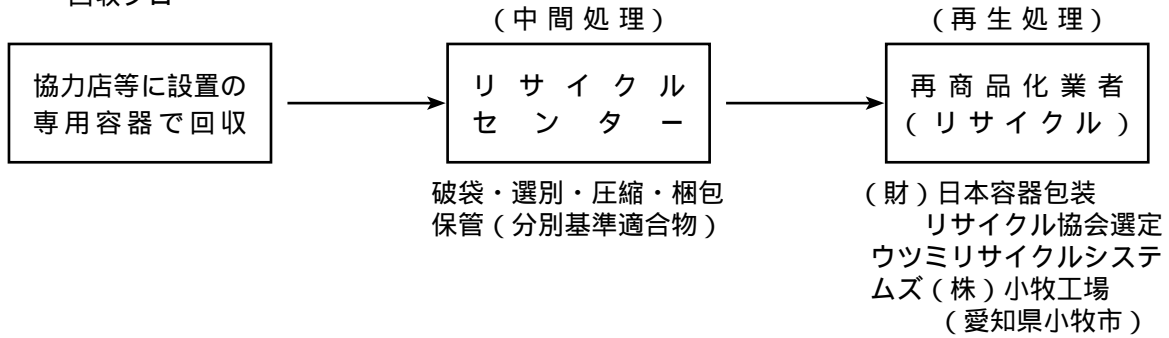 回収フロー
(中間処理)
(再生処理)
協力店等に設置の
専用容器で回収
リサイクル
センター
再商品化業者
(リサイクル)
破袋・選別・圧縮・梱包
保管(分別基準適合物)
(財)日本容器包装
リサイクル協会選定
ウツミリサイクルシステ
ムズ(株)小牧工場
(愛知県小牧市)